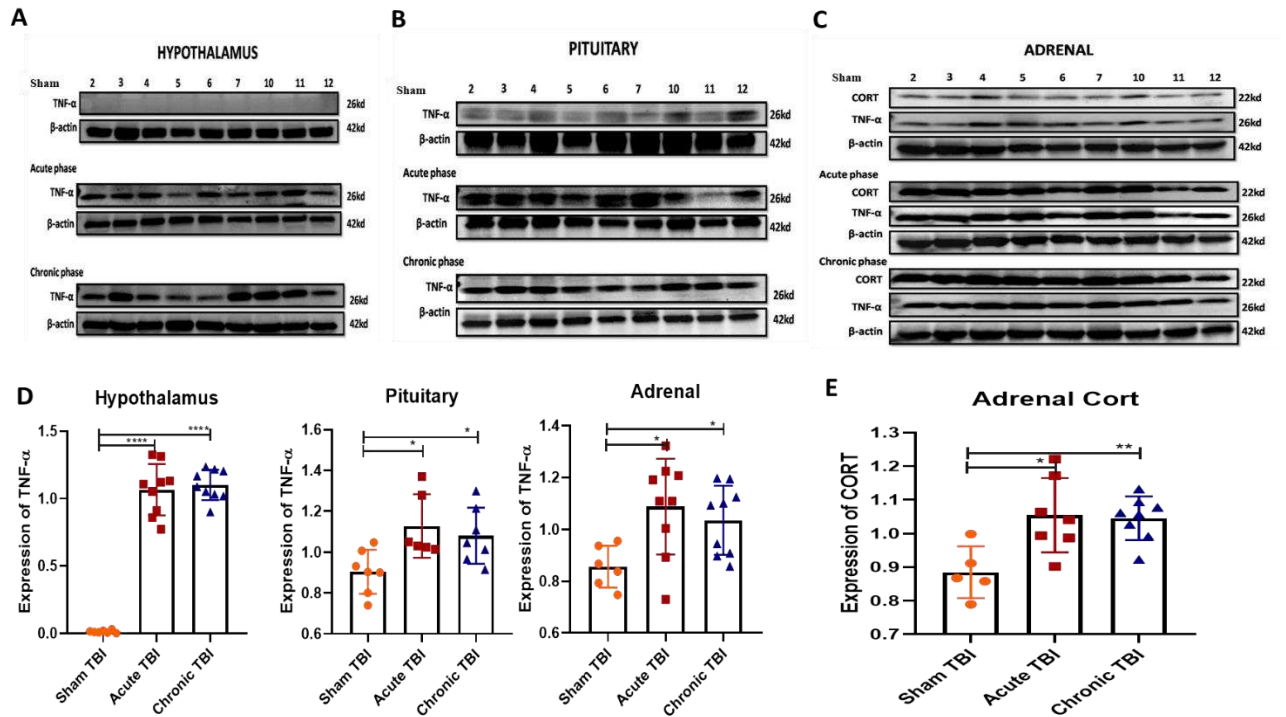 A
HYPOTHALAMUS
Sham 2 3 4 5 6 7 10 11 12
TNF-α 26kd
β-actin 42kd
Acute phase
TNF-α 26kd
β-actin 42kd
Chronic phase
TNF-α 26kd
β-actin 42kd
B
PITUITARY
Sham 2 3 4 5 6 7 10 11 12
TNF-α 26kd
β-actin 42kd
Acute phase
TNF-α 26kd
β-actin 42kd
Chronic phase
TNF-α 26kd
β-actin 42kd
C
ADRENAL
Sham 2 3 4 5 6 7 10 11 12
CORT 22kd
TNF-α 26kd
β-actin 42kd
Acute phase
CORT 22kd
TNF-α 26kd
β-actin 42kd
Chronic phase
CORT 22kd
TNF-α 26kd
β-actin 42kd
D
Hypothalamus
Expression of TNF-α
1.5
1.0
0.5
0.0
****
****
Sham TBI
Acute TBI
Chronic TBI
Pituitary
Expression of TNF-α
1.6
1.4
1.2
1.0
0.8
0.6
*
*
Sham TBI
Acute TBI
Chronic TBI
Adrenal
Expression of TNF-α
1.4
1.2
1.0
0.8
0.6
*
*
Sham TBI
Acute TBI
Chronic TBI
E
Adrenal Cort
Expression of CORT
1.3
1.2
1.1
1.0
0.9
0.8
0.7
**
*
Sham TBI
Acute TBI
Chronic TBI